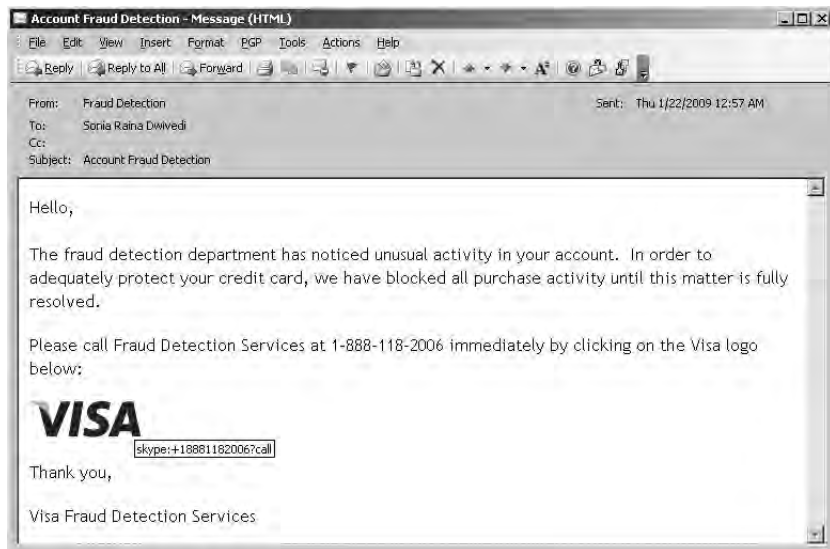 Account Fraud Detection - Message (HTML)
File Edit View Insert Format PGP Tools Actions Help
Reply Reply to All Forward
From: Fraud Detection Sent: Thu 1/22/2009 12:57 AM
To: Sonia Raina Dwivedi
Cc:
Subject: Account Fraud Detection
Hello,
The fraud detection department has noticed unusual activity in your account. In order to
adequately protect your credit card, we have blocked all purchase activity until this matter is fully
resolved.
Please call Fraud Detection Services at 1-888-118-2006 immediately by clicking on the Visa logo
below:
VISA
skype:+18881182006?call
Thank you,
Visa Fraud Detection Services